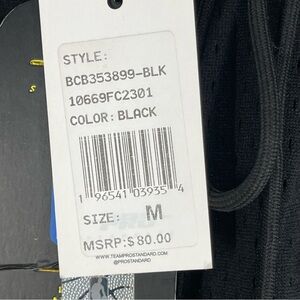 STYLE:
BCB353899-BLK
10669FC2301
COLOR: BLACK
1 96541 03935 4
SIZE: M
MSRP:$ 80.00
WWW.TEAMPROSTANDARD.COM
@PROSTANDARD